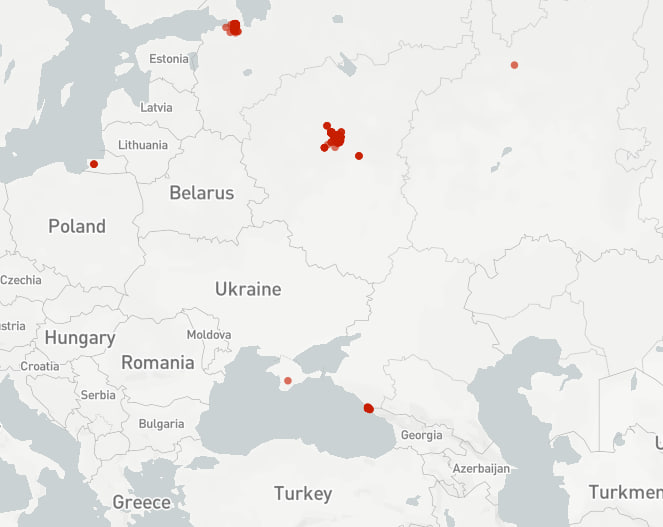 Estonia
Latvia
Lithuania
Belarus
Poland
Czechia
Ukraine
stria
Hungary
Moldova
Croatia
Romania
Serbia
Bulgaria
Georgia
Azerbaijan
Greece
Turkey
Turkmen
U